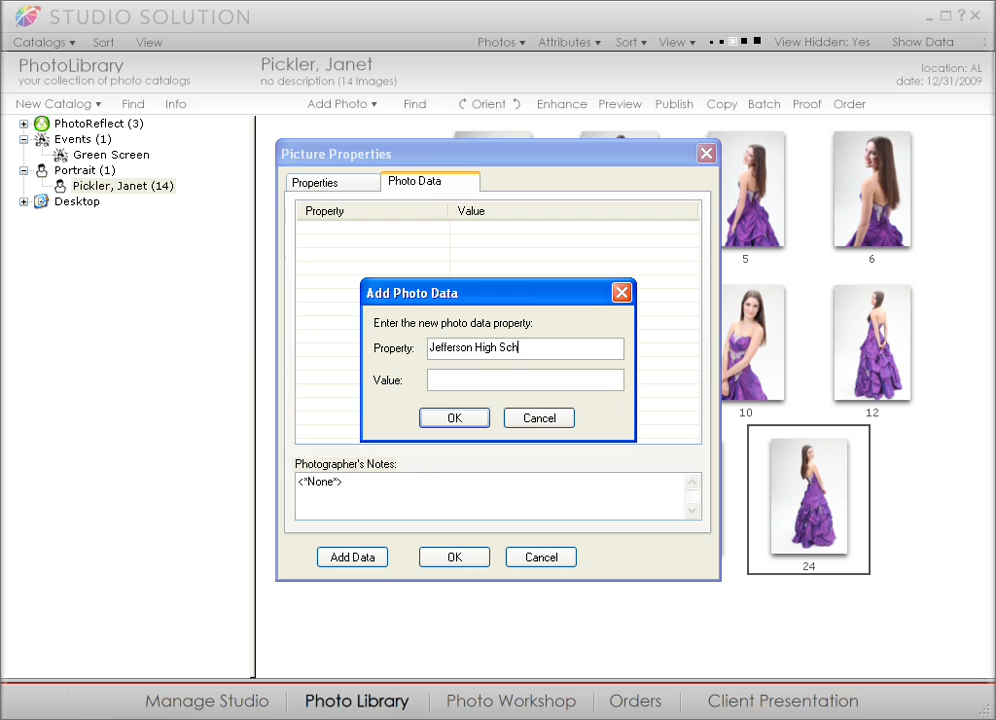 STUDIO SOLUTION
Catalogs Sort View Photos Attributes Sort View View Hidden: Yes Show Data
PhotoLibrary
your collection of photo catalogs
Pickler, Janet
no description (14 Images)
location: AL
date: 12/31/2009
New Catalog Find Info Add Photo Find Orient Enhance Preview Publish Copy Batch Proof Order
PhotoReflect (3)
Events (1)
Green Screen
Portrait (1)
Pickler, Janet (14)
Desktop
Picture Properties
Properties Photo Data
Property Value
Add Photo Data
Enter the new photo data property:
Property: Jefferson High Sch
Value:
OK Cancel
Photographer's Notes:
<*None*>
Add Data OK Cancel
5 6
10 12
24
Manage Studio Photo Library Photo Workshop Orders Client Presentation